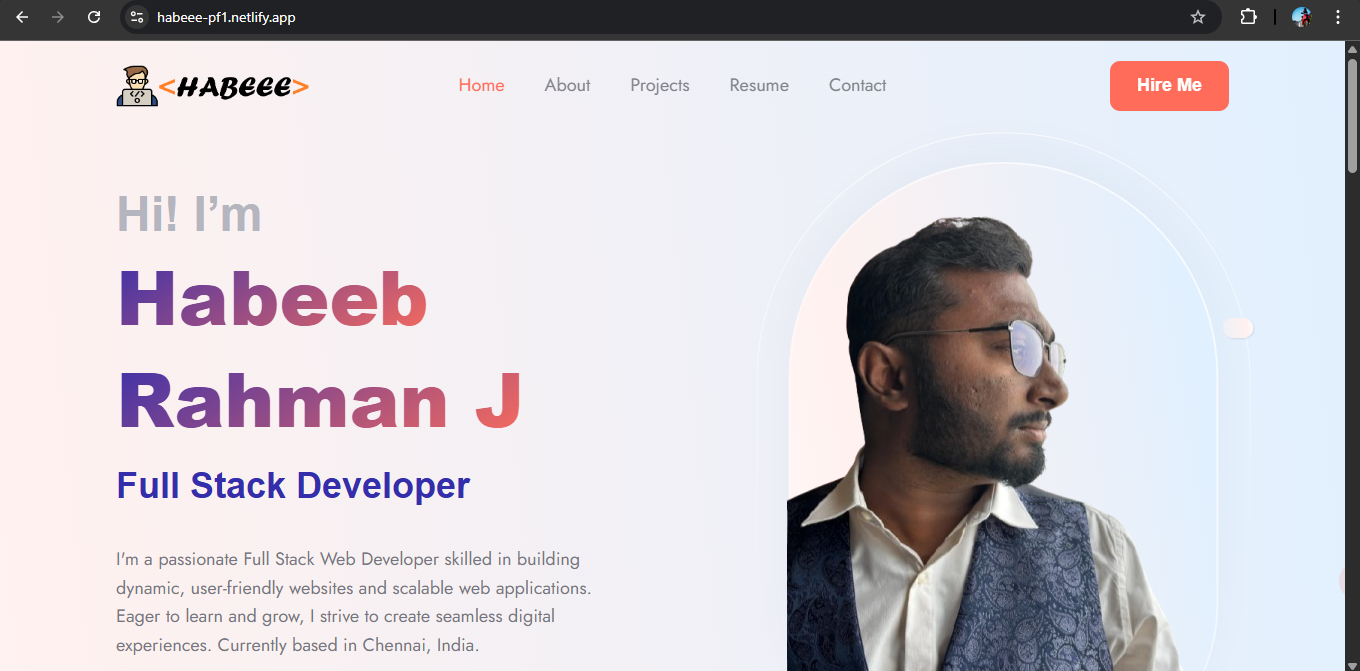 habeee-pf1.netlify.app
<HABEEE>
Home About Projects Resume Contact
Hire Me
Hi! I’m
Habeeb
Rahman J
Full Stack Developer
I'm a passionate Full Stack Web Developer skilled in building
dynamic, user-friendly websites and scalable web applications.
Eager to learn and grow, I strive to create seamless digital
experiences. Currently based in Chennai, India.